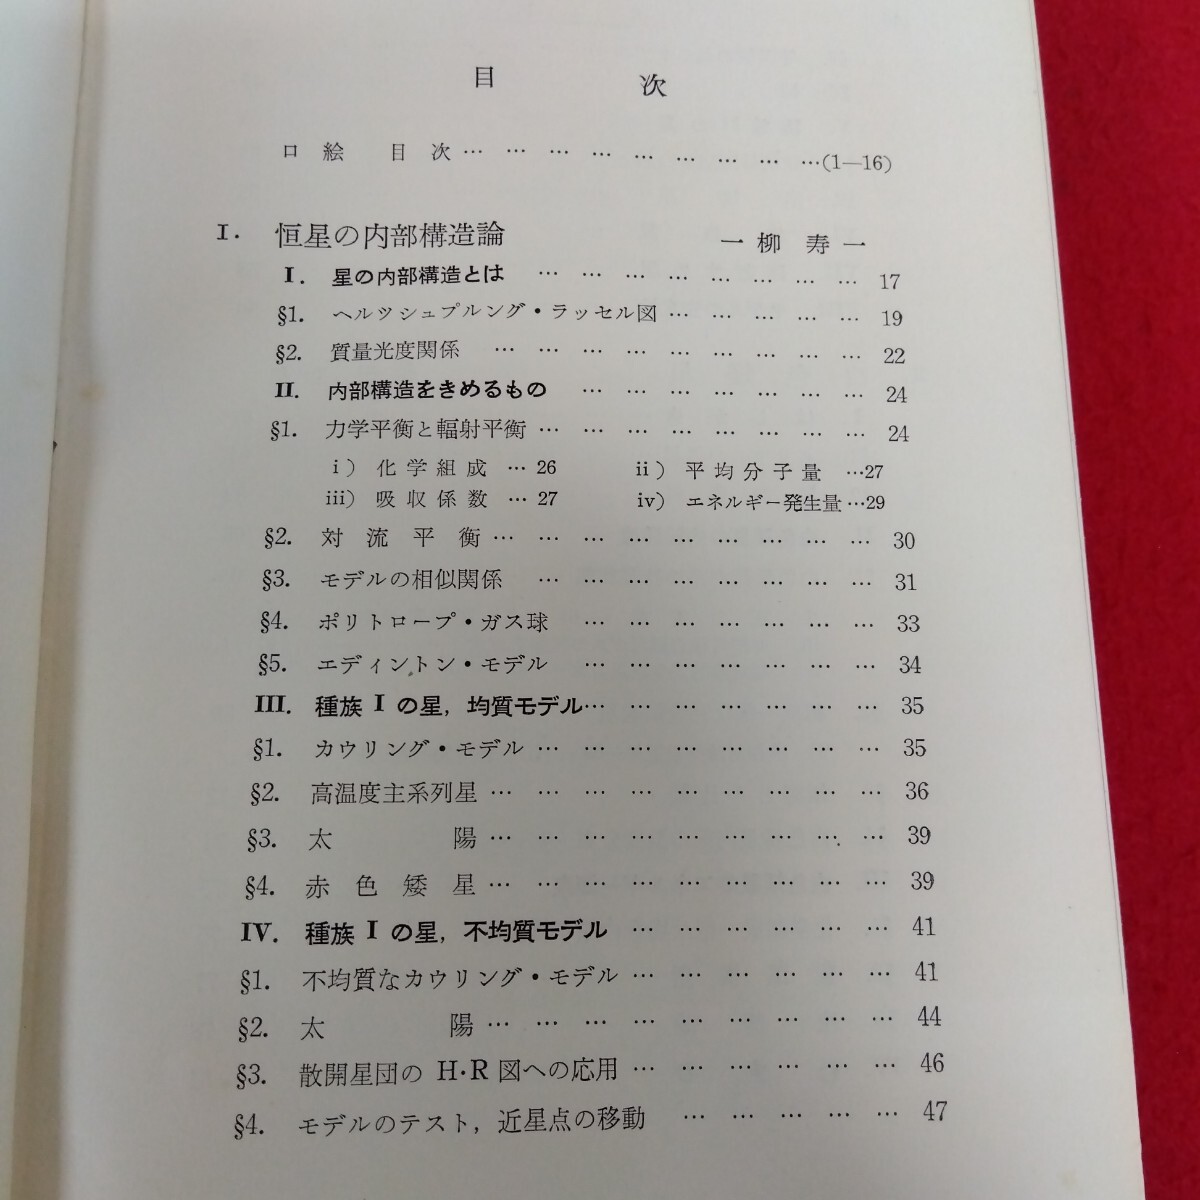 目 次
口 絵 目 次 … … … … … … … … …(1—16)
I. 恒星の内部構造論 一 柳 寿 一
I. 星の内部構造とは … … … … … … … … 17
§1. ヘルツシュプルング・ラッセル図 … … … … … 19
§2. 質量光度関係 … … … … … … … … … 22
II. 内部構造をきめるもの … … … … … … … 24
§1. 力学平衡と輻射平衡 … … … … … … … … 24
i) 化 学 組 成 … 26 ii) 平 均 分 子 量 …27
iii) 吸 収 係 数 … 27 iv) エネルギー発生量 …29
§2. 対 流 平 衡 … … … … … … … … … 30
§3. モデルの相似関係 … … … … … … … … 31
§4. ポリトロープ・ガス球 … … … … … … … 33
§5. エディントン・モデル … … … … … … … 34
III. 種族 I の星, 均質モデル… … … … … … … 35
§1. カウリング・モデル … … … … … … … … 35
§2. 高温度主系列星 … … … … … … … … … 36
§3. 太 陽 … … … … … … … … … 39
§4. 赤 色 矮 星 … … … … … … … … … 39
IV. 種族 I の星, 不均質モデル … … … … … … 41
§1. 不均質なカウリング・モデル … … … … … … 41
§2. 太 陽 … … … … … … … … … 44
§3. 散開星団の H·R 図への応用 … … … … … … 46
§4. モデルのテスト, 近星点の移動 … … … … … 47